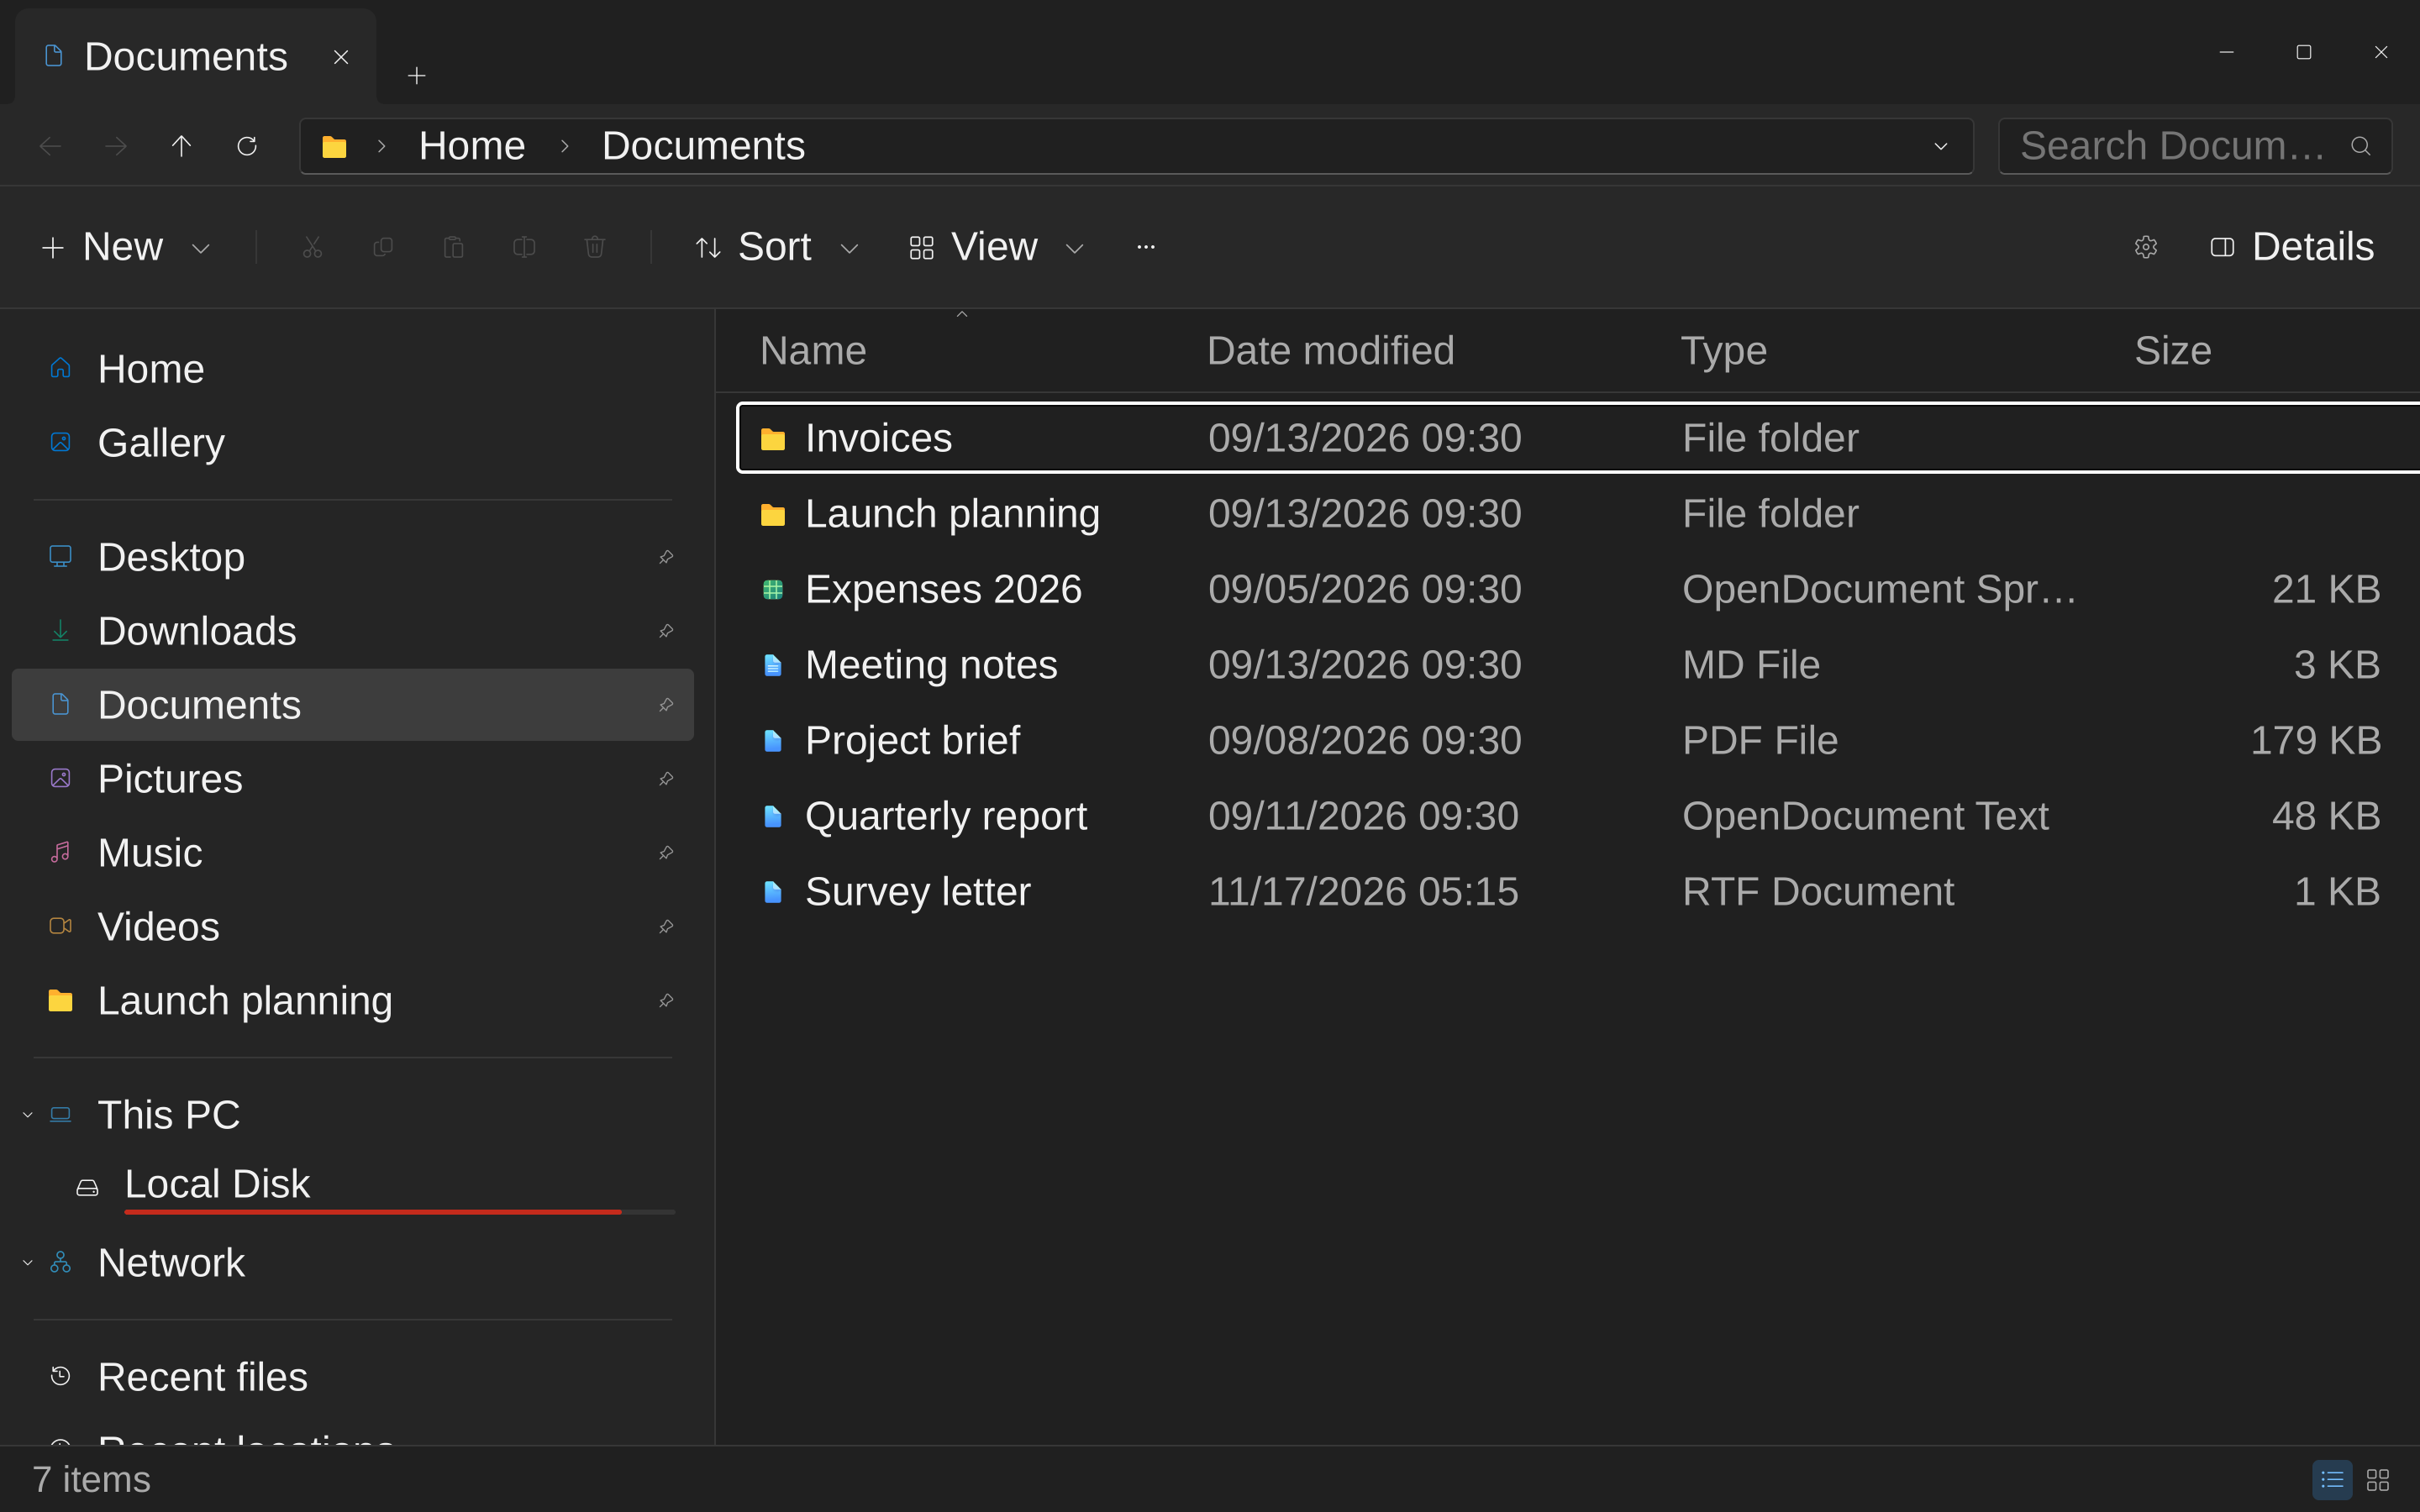 Documents
Home
Documents
Search Docum…
New
Sort
View
Details
Home
Gallery
Desktop
Downloads
Documents
Pictures
Music
Videos
Launch planning
This PC
Local Disk
Network
Recent files
Recent locations
Name Date modified Type Size
Invoices 09/13/2026 09:30 File folder
Launch planning 09/13/2026 09:30 File folder
Expenses 2026 09/05/2026 09:30 OpenDocument Spr… 21 KB
Meeting notes 09/13/2026 09:30 MD File 3 KB
Project brief 09/08/2026 09:30 PDF File 179 KB
Quarterly report 09/11/2026 09:30 OpenDocument Text 48 KB
Survey letter 11/17/2026 05:15 RTF Document 1 KB
7 items